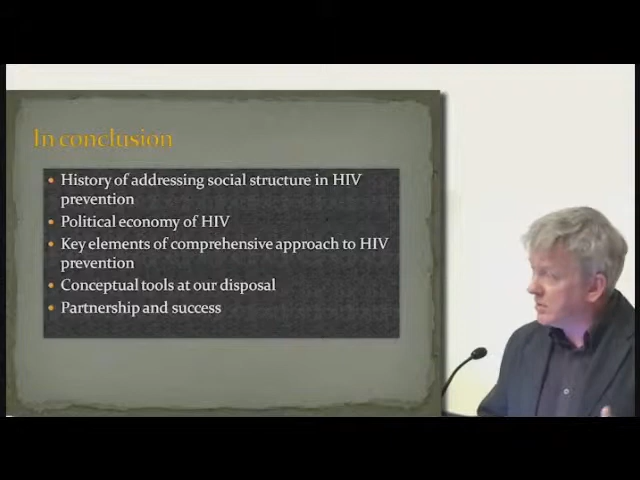 In conclusion
• History of addressing social structure in HIV
prevention
• Political economy of HIV
• Key elements of comprehensive approach to HIV
prevention
• Conceptual tools at our disposal
• Partnership and success